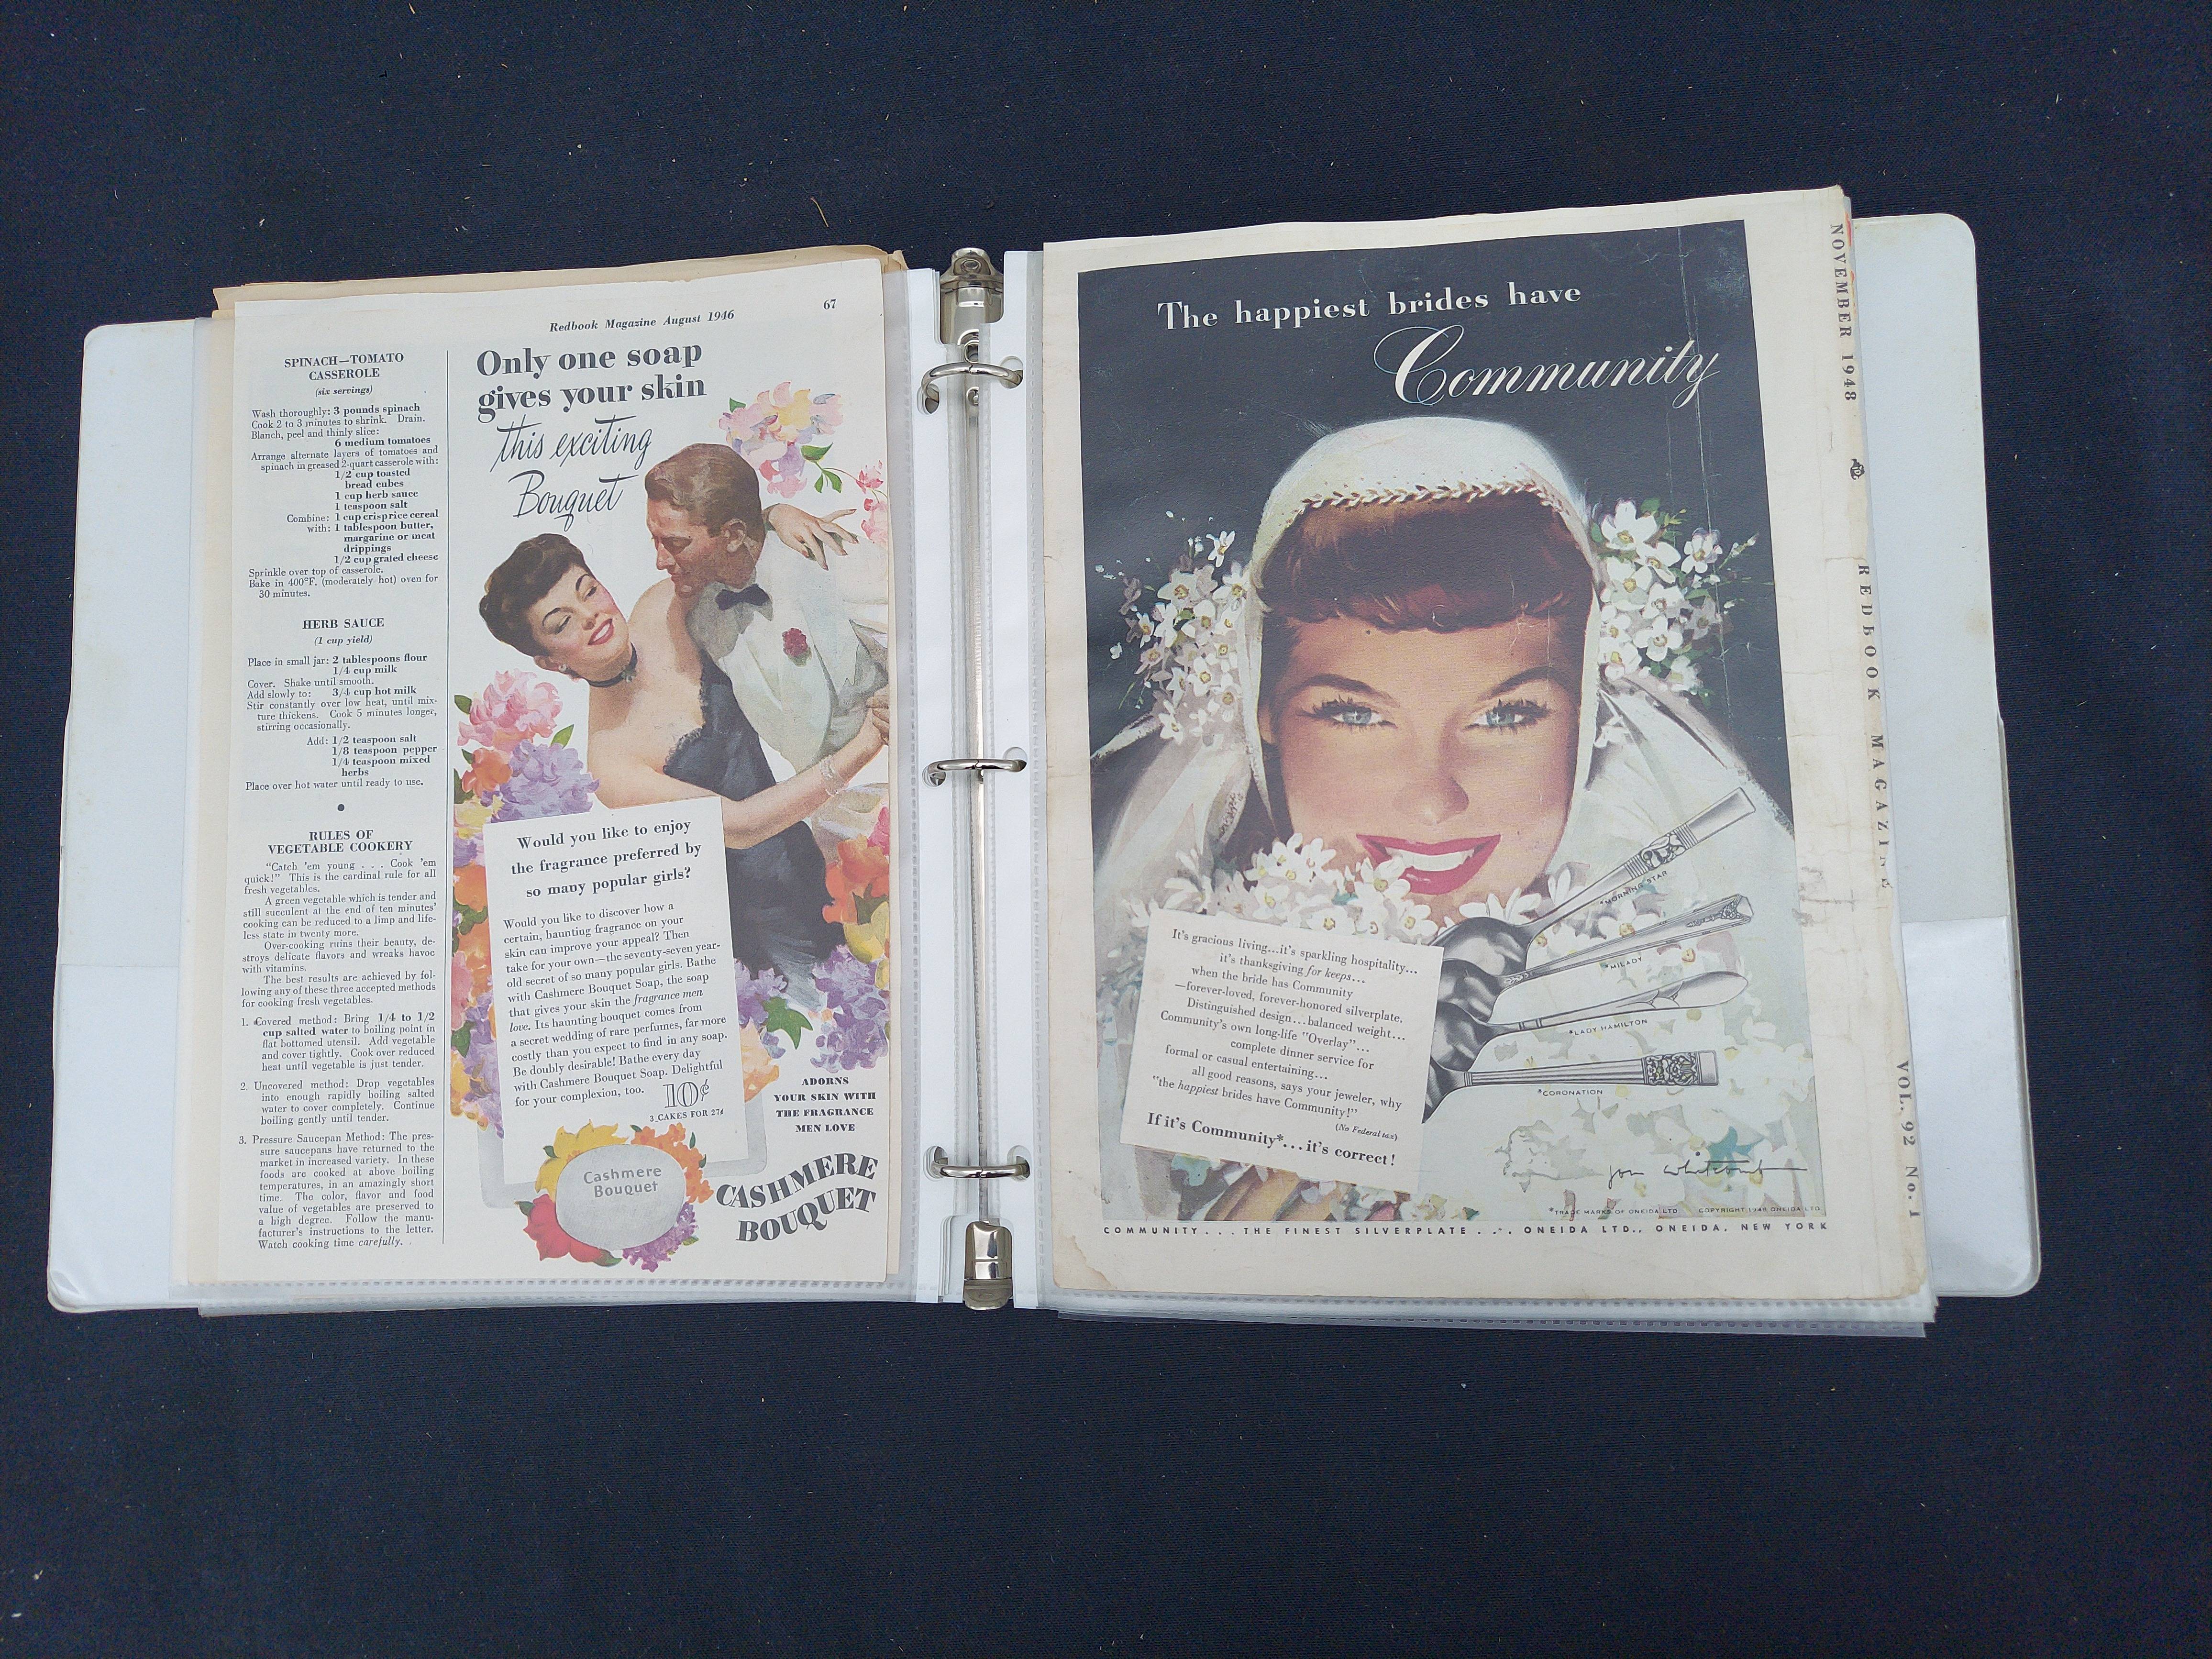 67
Redbook Magazine August 1946
SPINACH—TOMATO
CASSEROLE
(six servings)
Wash thoroughly: 3 pounds spinach
Cook 2 to 3 minutes to shrink. Drain.
Blanch, peel and thinly slice:
6 medium tomatoes
Arrange alternate layers of tomatoes and
spinach in greased 2-quart casserole with:
1/2 cup toasted
bread cubes
1 cup herb sauce
1 teaspoon salt
Combine: 1 cup crisp rice cereal
with: 1 tablespoon butter,
margarine or meat
drippings
1/2 cup grated cheese
Sprinkle over top of casserole.
Bake in 400°F. (moderately hot) oven for
30 minutes.
HERB SAUCE
(1 cup yield)
Place in small jar: 2 tablespoons flour
1/4 cup milk
Cover. Shake until smooth.
Add slowly to: 3/4 cup hot milk
Stir constantly over low heat, until mix-
ture thickens. Cook 5 minutes longer,
stirring occasionally.
Add: 1/2 teaspoon salt
1/8 teaspoon pepper
1/4 teaspoon mixed
herbs
Place over hot water until ready to use.
RULES OF
VEGETABLE COOKERY
"Catch 'em young . . . Cook 'em
quick!" This is the cardinal rule for all
fresh vegetables.
A green vegetable which is tender and
still succulent at the end of ten minutes'
cooking can be reduced to a limp and life-
less state in twenty more.
Over-cooking ruins their beauty, de-
stroys delicate flavors and wreaks havoc
with vitamins.
The best results are achieved by fol-
lowing any of these three accepted methods
for cooking fresh vegetables.
1. Covered method: Bring 1/4 to 1/2
cup salted water to boiling point in
flat bottomed utensil. Add vegetable
and cover tightly. Cook over reduced
heat until vegetable is just tender.
2. Uncovered method: Drop vegetables
into enough rapidly boiling salted
water to cover completely. Continue
boiling gently until tender.
3. Pressure Saucepan Method: The pres-
sure saucepans have returned to the
market in increased variety. In these
foods are cooked at above boiling
temperatures, in an amazingly short
time. The color, flavor and food
value of vegetables are preserved to
a high degree. Follow the manu-
facturer's instructions to the letter.
Watch cooking time carefully.
Only one soap
gives your skin
this exciting
Bouquet
Would you like to enjoy
the fragrance preferred by
so many popular girls?
Would you like to discover how a
certain, haunting fragrance on your
skin can improve your appeal? Then
take for your own—the seventy-seven year-
old secret of so many popular girls. Bathe
with Cashmere Bouquet Soap, the soap
that gives your skin the fragrance men
love. Its haunting bouquet comes from
a secret wedding of rare perfumes, far more
costly than you expect to find in any soap.
Be doubly desirable! Bathe every day
with Cashmere Bouquet Soap. Delightful
for your complexion, too. 10¢
3 CAKES FOR 27¢
ADORNS
YOUR SKIN WITH
THE FRAGRANCE
MEN LOVE
Cashmere
Bouquet
CASHMERE
BOUQUET
The happiest brides have
Community
It's gracious living...it's sparkling hospitality...
it's thanksgiving for keeps...
when the bride has Community
—forever-loved, forever-honored silverplate.
Distinguished design...balanced weight...
Community's own long-life "Overlay"...
complete dinner service for
formal or casual entertaining...
all good reasons, says your jeweler, why
"the happiest brides have Community!"
(No Federal tax)
If it's Community*...it's correct!
*MORNING STAR
*MILADY
*LADY HAMILTON
*CORONATION
Jon Whitcomb
*TRADE MARKS OF ONEIDA LTD. COPYRIGHT 1948 ONEIDA LTD.
COMMUNITY . . . THE FINEST SILVERPLATE . . . ONEIDA LTD., ONEIDA, NEW YORK
NOVEMBER 1948
REDBOOK MAGAZINE
VOL. 92 No. 1